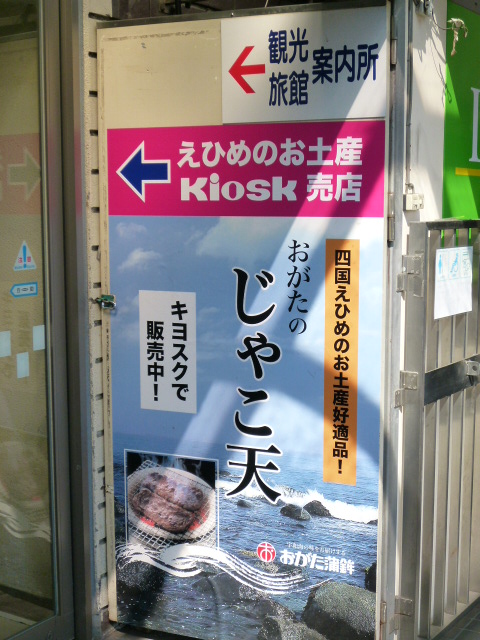 観光
旅館
案内所
えひめのお土産
Kiosk 売店
四国えひめのお土産好適品!
おがたの
じゃこ天
キヨスクで
販売中!
おがた蒲鉾